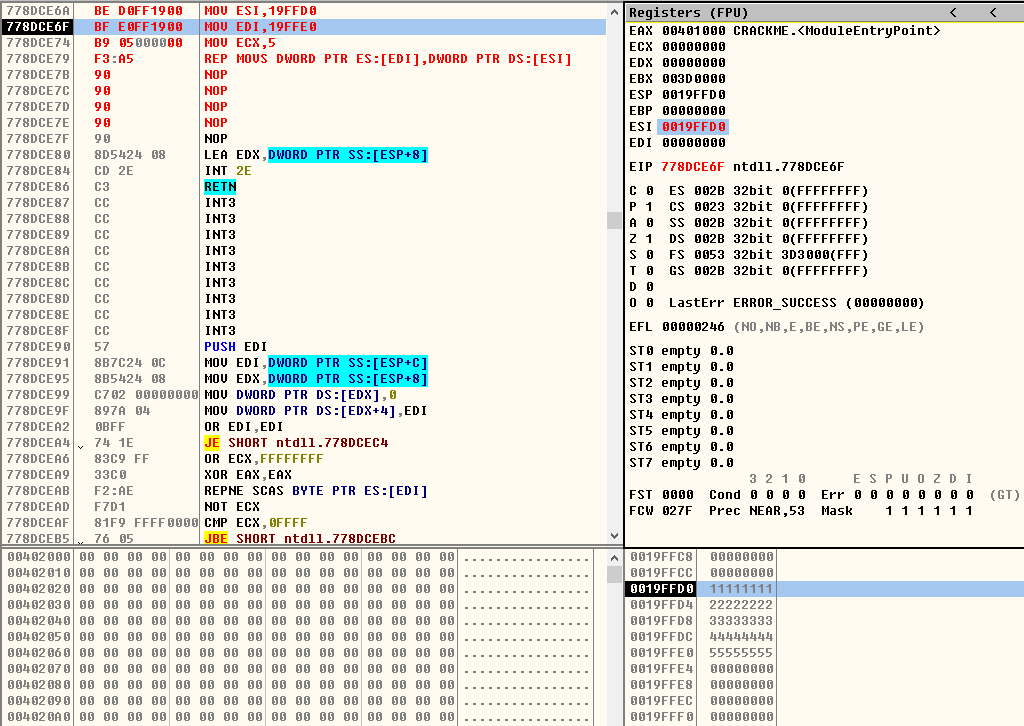 778DCE6A BE D0FF1900 MOV ESI,19FFD0
778DCE6F BF E0FF1900 MOV EDI,19FFE0
778DCE74 B9 05000000 MOV ECX,5
778DCE79 F3:A5 REP MOVS DWORD PTR ES:[EDI],DWORD PTR DS:[ESI]
778DCE7B 90 NOP
778DCE7C 90 NOP
778DCE7D 90 NOP
778DCE7E 90 NOP
778DCE7F 90 NOP
778DCE80 8D5424 08 LEA EDX,DWORD PTR SS:[ESP+8]
778DCE84 CD 2E INT 2E
778DCE86 C3 RETN
778DCE87 CC INT3
778DCE88 CC INT3
778DCE89 CC INT3
778DCE8A CC INT3
778DCE8B CC INT3
778DCE8C CC INT3
778DCE8D CC INT3
778DCE8E CC INT3
778DCE8F CC INT3
778DCE90 57 PUSH EDI
778DCE91 8B7C24 0C MOV EDI,DWORD PTR SS:[ESP+C]
778DCE95 8B5424 08 MOV EDX,DWORD PTR SS:[ESP+8]
778DCE99 C702 00000000 MOV DWORD PTR DS:[EDX],0
778DCE9F 897A 04 MOV DWORD PTR DS:[EDX+4],EDI
778DCEA2 0BFF OR EDI,EDI
778DCEA4 74 1E JE SHORT ntdll.778DCEC4
778DCEA6 83C9 FF OR ECX,FFFFFFFF
778DCEA9 33C0 XOR EAX,EAX
778DCEAB F2:AE REPNE SCAS BYTE PTR ES:[EDI]
778DCEAD F7D1 NOT ECX
778DCEAF 81F9 FFFF0000 CMP ECX,0FFFF
778DCEB5 76 05 JBE SHORT ntdll.778DCEBC
Registers (FPU) < <
EAX 00401000 CRACKME.<ModuleEntryPoint>
ECX 00000000
EDX 00000000
EBX 003D0000
ESP 0019FFD0
EBP 00000000
ESI 0019FFD0
EDI 00000000
EIP 778DCE6F ntdll.778DCE6F
C 0 ES 002B 32bit 0(FFFFFFFF)
P 1 CS 0023 32bit 0(FFFFFFFF)
A 0 SS 002B 32bit 0(FFFFFFFF)
Z 1 DS 002B 32bit 0(FFFFFFFF)
S 0 FS 0053 32bit 3D3000(FFF)
T 0 GS 002B 32bit 0(FFFFFFFF)
D 0
O 0 LastErr ERROR_SUCCESS (00000000)
EFL 00000246 (NO,NB,E,BE,NS,PE,GE,LE)
ST0 empty 0.0
ST1 empty 0.0
ST2 empty 0.0
ST3 empty 0.0
ST4 empty 0.0
ST5 empty 0.0
ST6 empty 0.0
ST7 empty 0.0
3 2 1 0 E S P U O Z D I
FST 0000 Cond 0 0 0 0 Err 0 0 0 0 0 0 0 0 (GT)
FCW 027F Prec NEAR,53 Mask 1 1 1 1 1 1
00402000 00 00 00 00 00 00 00 00 00 00 00 00 00 00 00 00 ................
00402010 00 00 00 00 00 00 00 00 00 00 00 00 00 00 00 00 ................
00402020 00 00 00 00 00 00 00 00 00 00 00 00 00 00 00 00 ................
00402030 00 00 00 00 00 00 00 00 00 00 00 00 00 00 00 00 ................
00402040 00 00 00 00 00 00 00 00 00 00 00 00 00 00 00 00 ................
00402050 00 00 00 00 00 00 00 00 00 00 00 00 00 00 00 00 ................
00402060 00 00 00 00 00 00 00 00 00 00 00 00 00 00 00 00 ................
00402070 00 00 00 00 00 00 00 00 00 00 00 00 00 00 00 00 ................
00402080 00 00 00 00 00 00 00 00 00 00 00 00 00 00 00 00 ................
00402090 00 00 00 00 00 00 00 00 00 00 00 00 00 00 00 00 ................
004020A0 00 00 00 00 00 00 00 00 00 00 00 00 00 00 00 00 ................
0019FFC8 00000000
0019FFCC 00000000
0019FFD0 11111111
0019FFD4 22222222
0019FFD8 33333333
0019FFDC 44444444
0019FFE0 55555555
0019FFE4 00000000
0019FFE8 00000000
0019FFEC 00000000
0019FFF0 00000000